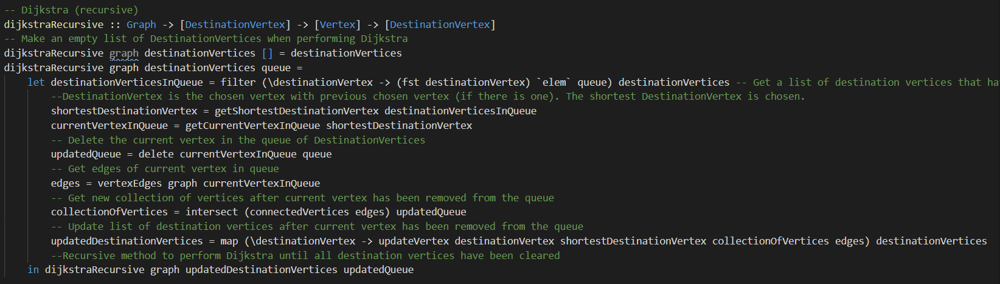 -- Dijkstra (recursive)
dijkstraRecursive :: Graph -> [DestinationVertex] -> [Vertex] -> [DestinationVertex]
-- Make an empty list of DestinationVertices when performing Dijkstra
dijkstraRecursive graph destinationVertices [] = destinationVertices
dijkstraRecursive graph destinationVertices queue =
    let destinationVerticesInQueue = filter (\destinationVertex -> (fst destinationVertex) `elem` queue) destinationVertices -- Get a list of destination vertices that ha
        --DestinationVertex is the chosen vertex with previous chosen vertex (if there is one). The shortest DestinationVertex is chosen.
        shortestDestinationVertex = getShortestDestinationVertex destinationVerticesInQueue
        currentVertexInQueue = getCurrentVertexInQueue shortestDestinationVertex
        -- Delete the current vertex in the queue of DestinationVertices
        updatedQueue = delete currentVertexInQueue queue
        -- Get edges of current vertex in queue
        edges = vertexEdges graph currentVertexInQueue
        -- Get new collection of vertices after current vertex has been removed from the queue
        collectionOfVertices = intersect (connectedVertices edges) updatedQueue
        -- Update list of destination vertices after current vertex has been removed from the queue
        updatedDestinationVertices = map (\destinationVertex -> updateVertex destinationVertex shortestDestinationVertex collectionOfVertices edges) destinationVertices
        --Recursive method to perform Dijkstra until all destination vertices have been cleared
    in dijkstraRecursive graph updatedDestinationVertices updatedQueue